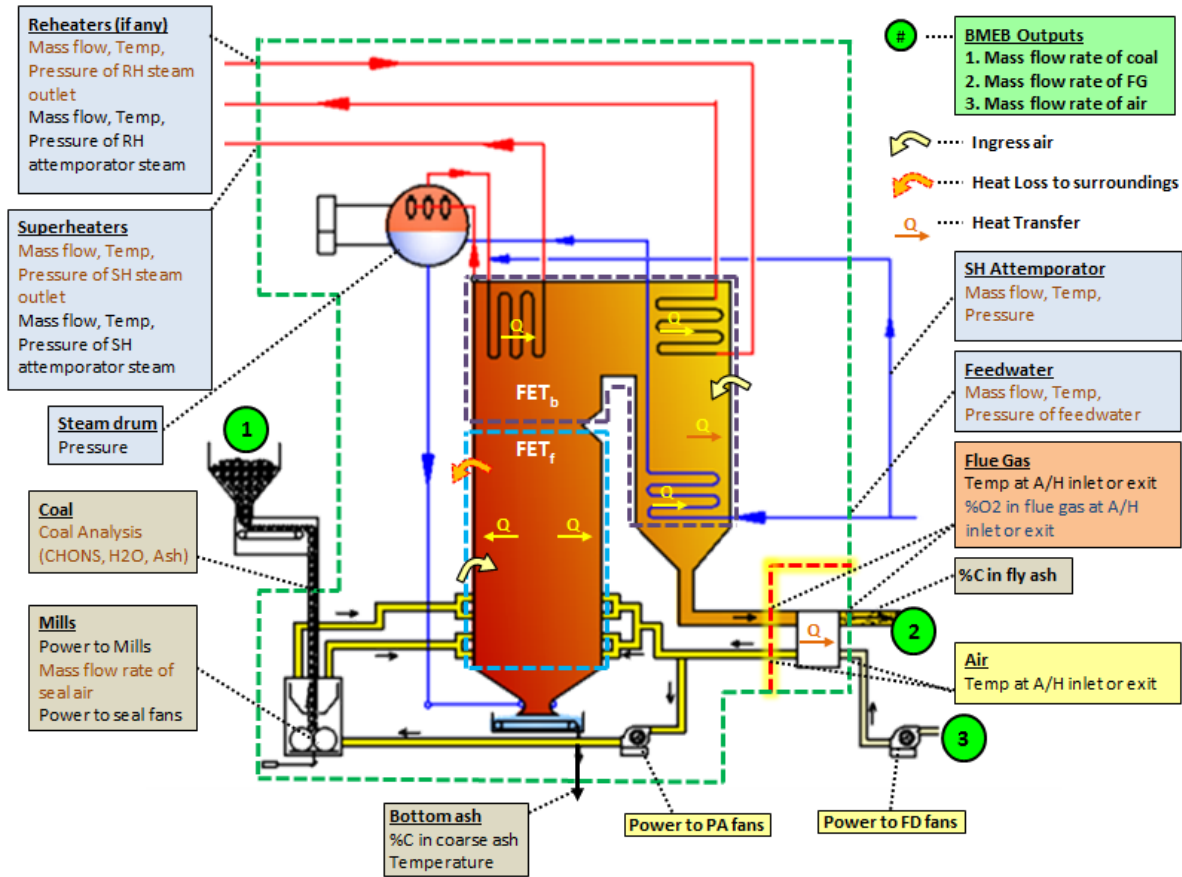 Reheaters (if any)
Mass flow, Temp,
Pressure of RH steam
outlet
Mass flow, Temp,
Pressure of RH
attemporator steam
Superheaters
Mass flow, Temp,
Pressure of SH steam
outlet
Mass flow, Temp,
Pressure of SH
attemporator steam
Steam drum
Pressure
1
Coal
Coal Analysis
(CHONS, H2O, Ash)
Mills
Power to Mills
Mass flow rate of
seal air
Power to seal fans
Q
Q
FETb
FETf
Q
Q
Q
Q
Q
Bottom ash
%C in coarse ash
Temperature
Power to PA fans
Power to FD fans
#
BMEB Outputs
1. Mass flow rate of coal
2. Mass flow rate of FG
3. Mass flow rate of air
Ingress air
Heat Loss to surroundings
Q
Heat Transfer
SH Attemporator
Mass flow, Temp,
Pressure
Feedwater
Mass flow, Temp,
Pressure of feedwater
Flue Gas
Temp at A/H inlet or exit
%O2 in flue gas at A/H
inlet or exit
%C in fly ash
2
Air
Temp at A/H inlet or exit
3